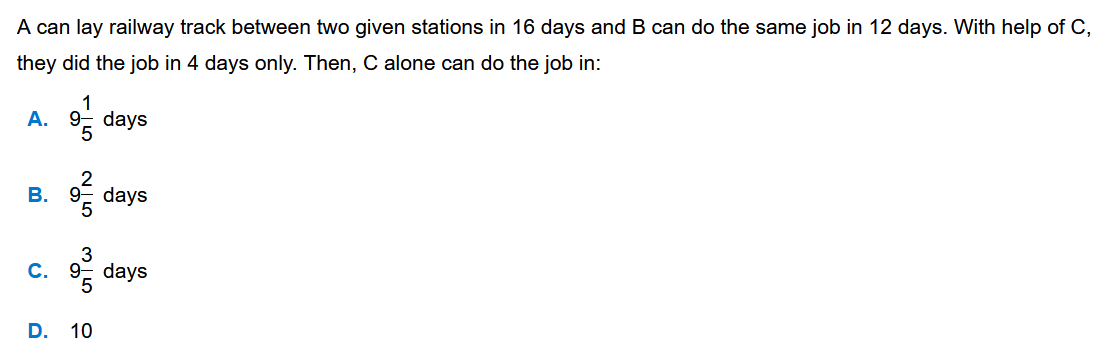 A can lay railway track between two given stations in 16 days and B can do the same job in 12 days. With help of C,
they did the job in 4 days only. Then, C alone can do the job in:
A. 9 1/5 days
B. 9 2/5 days
C. 9 3/5 days
D. 10